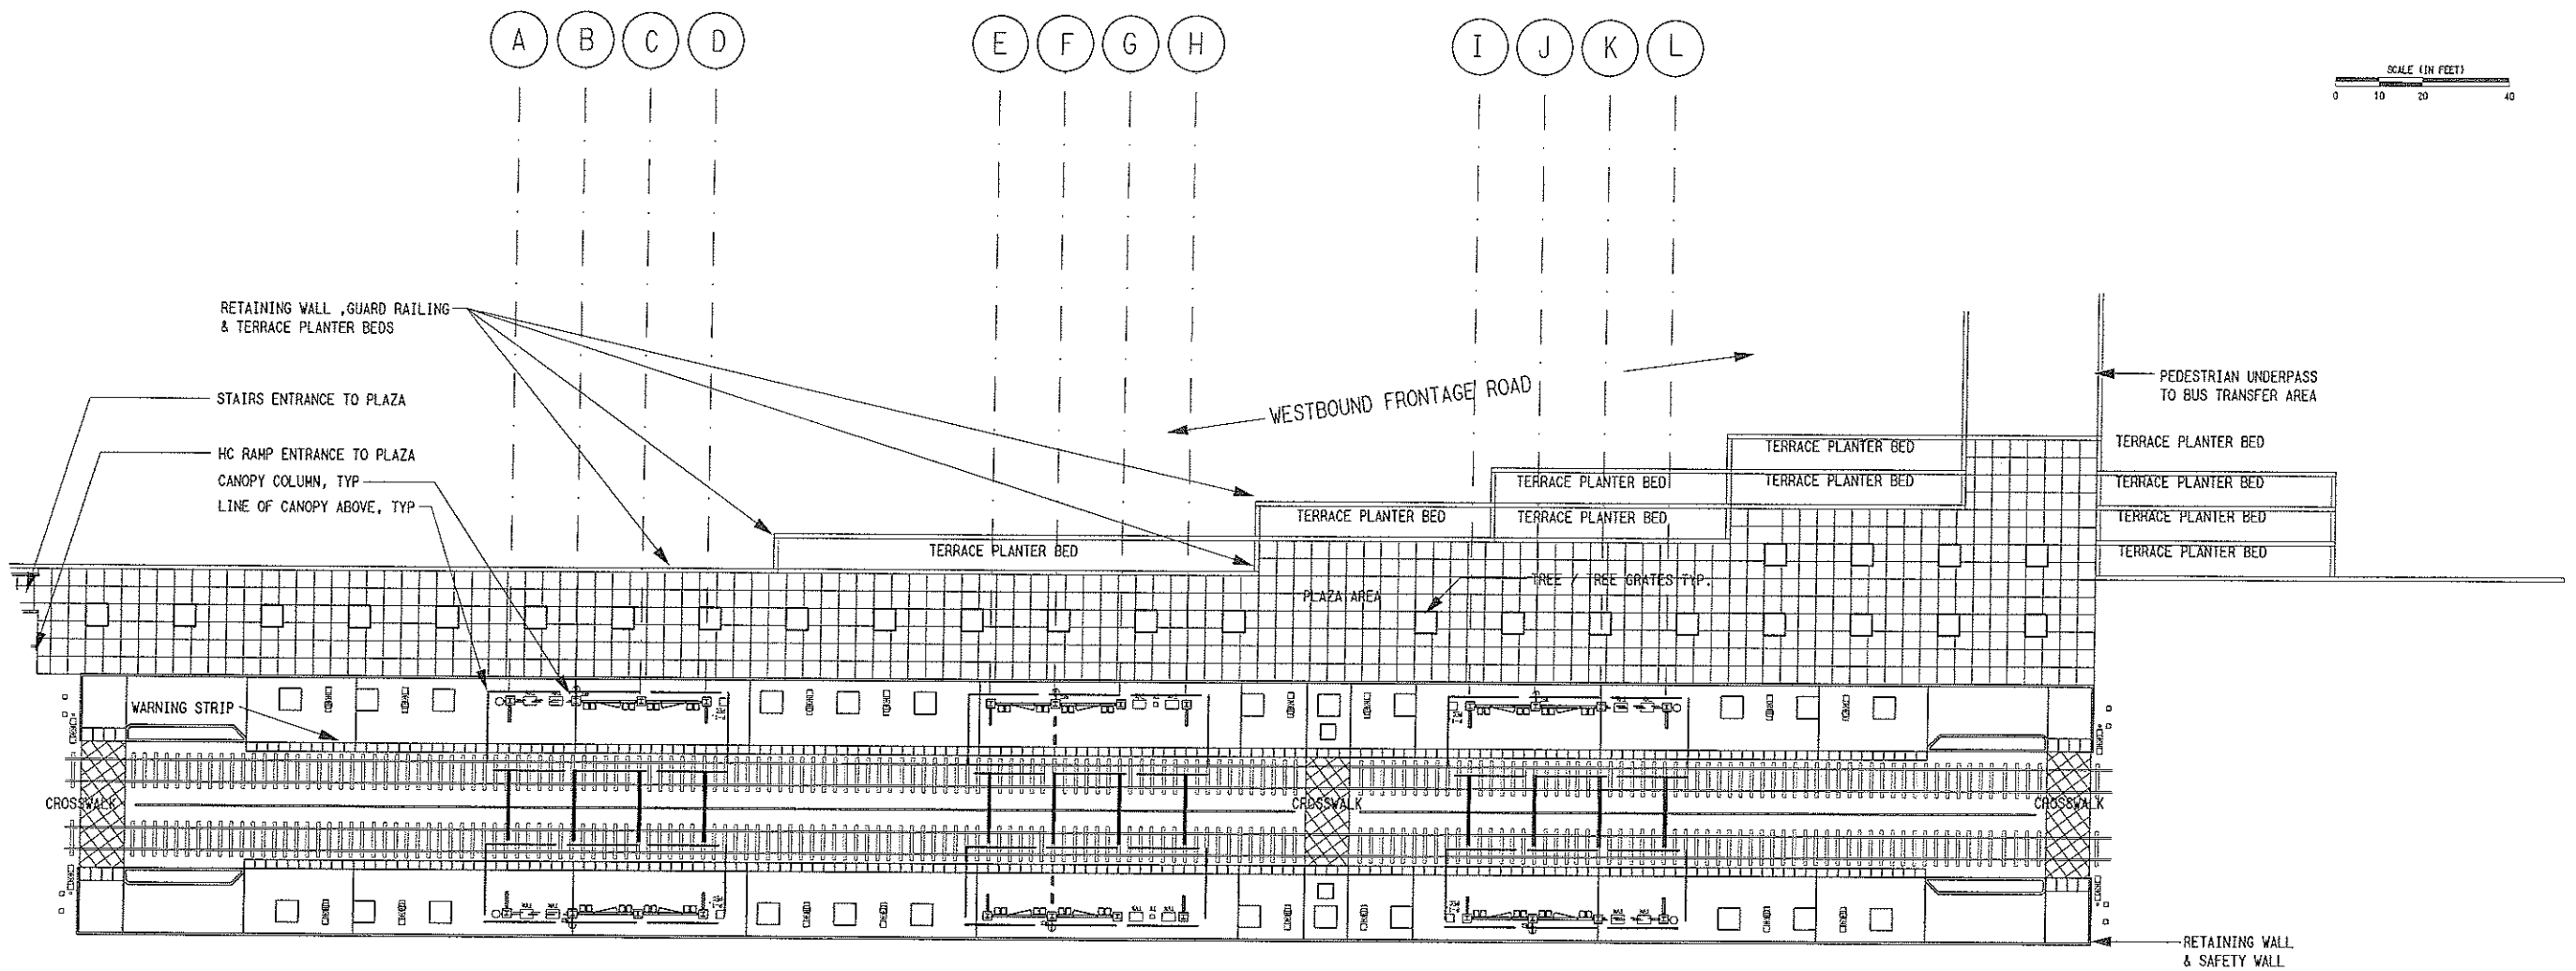 A B C D E F G H I J K L
SCALE (IN FEET)
0 10 20 40
RETAINING WALL ,GUARD RAILING
& TERRACE PLANTER BEDS
WESTBOUND FRONTAGE ROAD
PEDESTRIAN UNDERPASS
TO BUS TRANSFER AREA
STAIRS ENTRANCE TO PLAZA
HC RAMP ENTRANCE TO PLAZA
CANOPY COLUMN, TYP
LINE OF CANOPY ABOVE, TYP
TERRACE PLANTER BED
TERRACE PLANTER BED
TERRACE PLANTER BED
TERRACE PLANTER BED
TERRACE PLANTER BED
TERRACE PLANTER BED
TERRACE PLANTER BED
TERRACE PLANTER BED
TERRACE PLANTER BED
TERRACE PLANTER BED
TERRACE PLANTER BED
TREE / TREE GRATES TYP.
PLAZA AREA
WARNING STRIP
CROSSWALK
CROSSWALK
CROSSWALK
RETAINING WALL
& SAFETY WALL